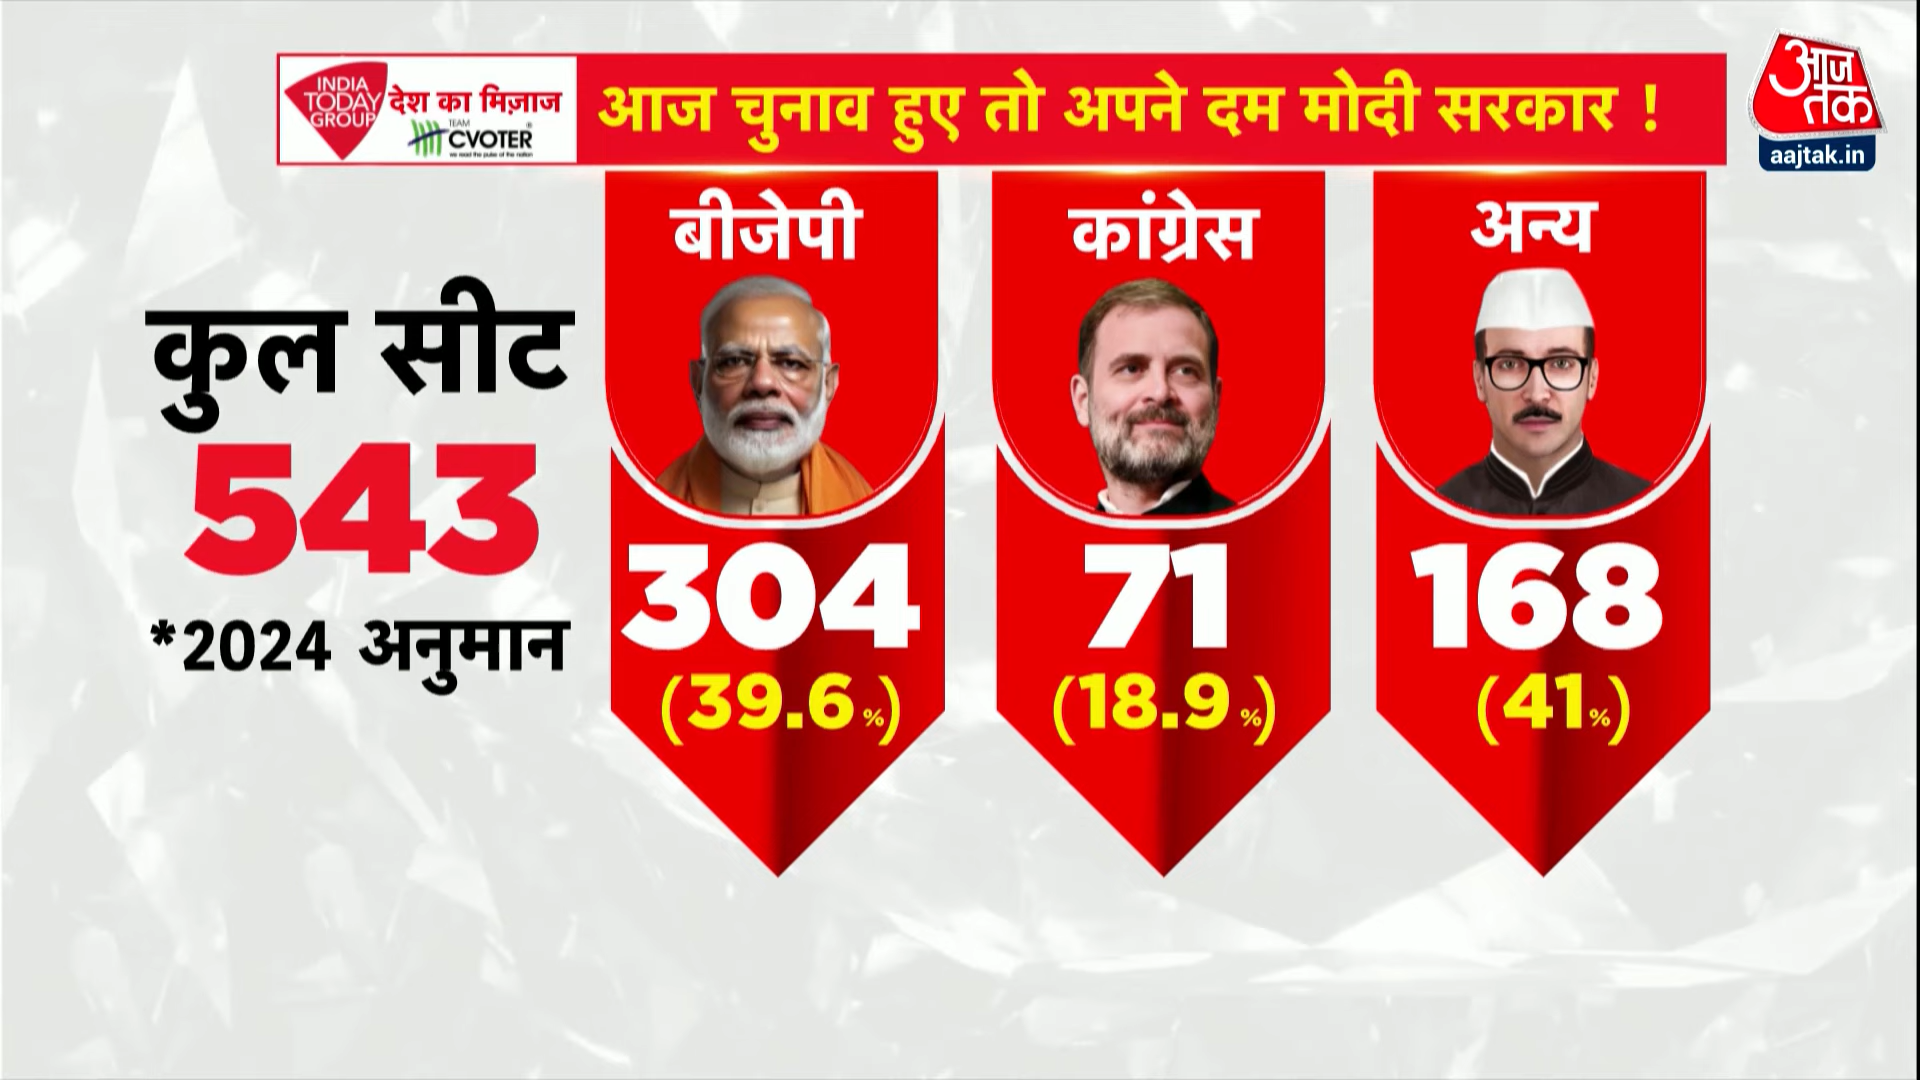 INDIA
TODAY
GROUP
देश का मिज़ाज
TEAM
CVOTER
®
we read the pulse of the nation
आज चुनाव हुए तो अपने दम मोदी सरकार !
आज
तक
aajtak.in
कुल सीट
543
*2024 अनुमान
बीजेपी
304
(39.6%)
कांग्रेस
71
(18.9%)
अन्य
168
(41%)